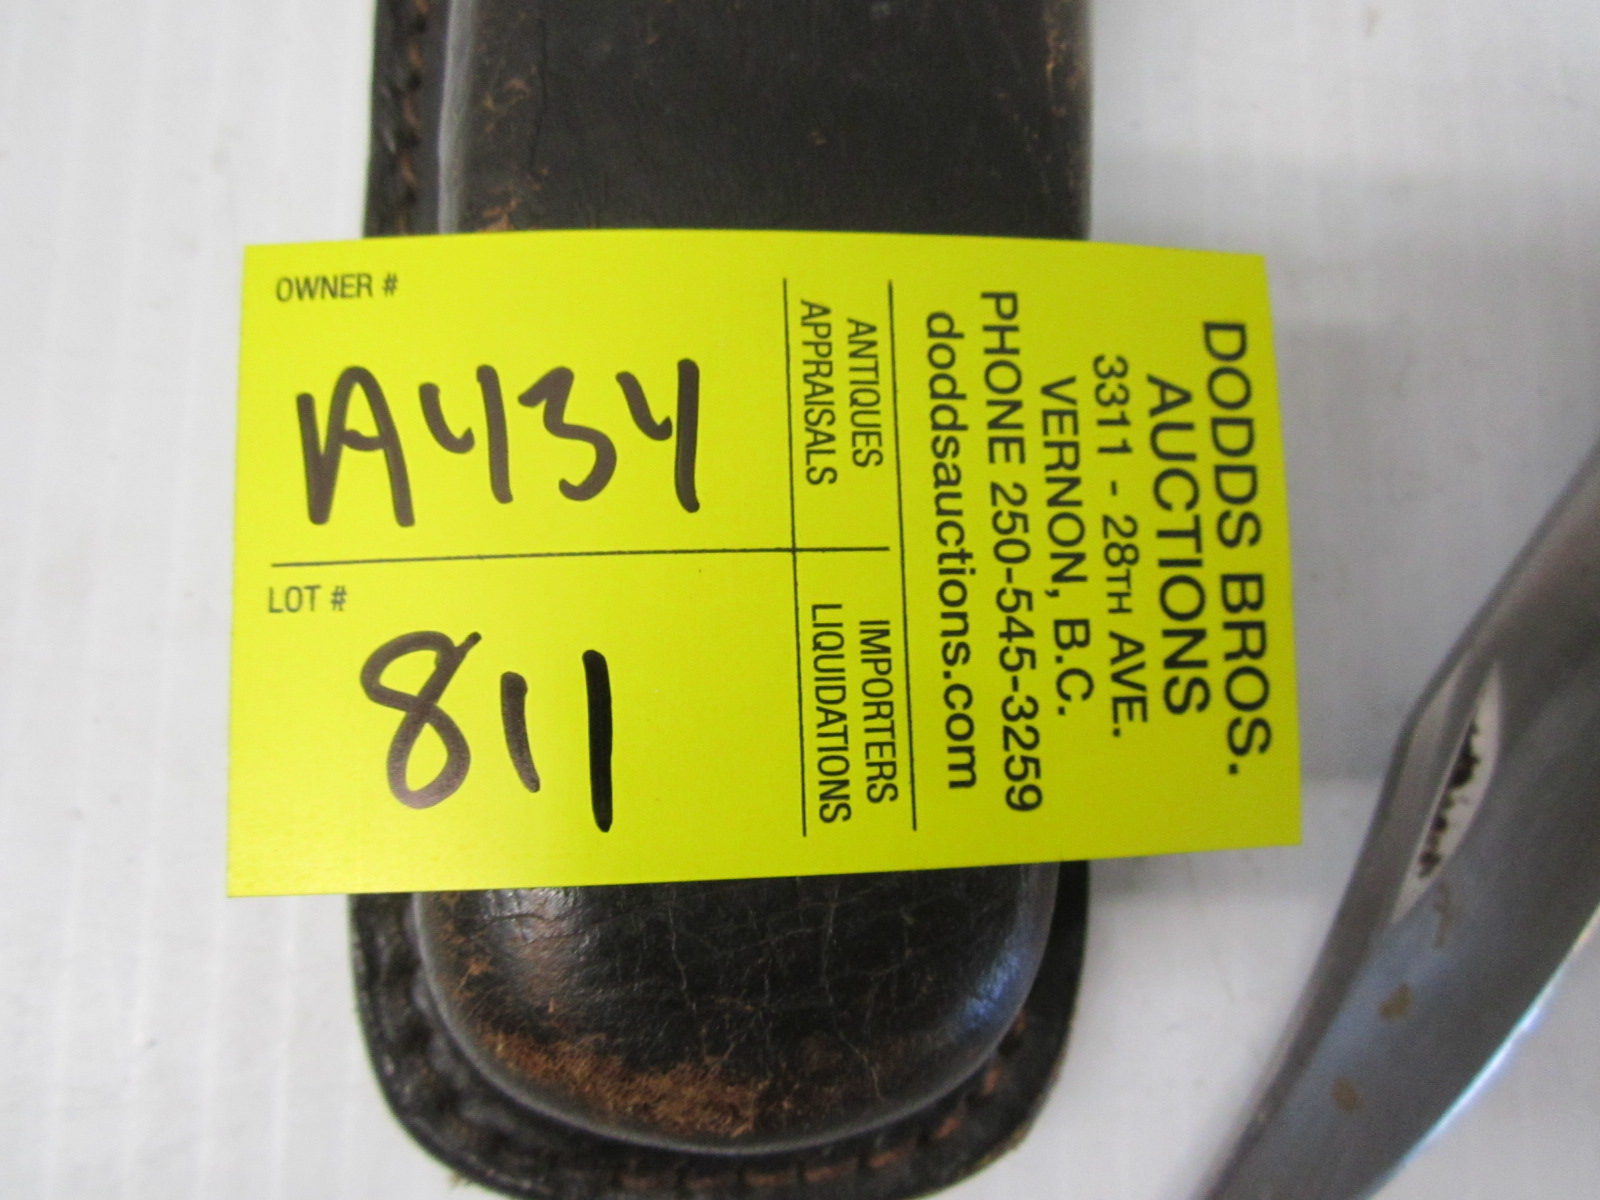 OWNER #
A434
LOT #
811
DODDS BROS.
AUCTIONS
3311 - 28TH AVE.
VERNON, B.C.
PHONE 250-545-3259
doddsauctions.com
ANTIQUES
APPRAISALS
IMPORTERS
LIQUIDATIONS